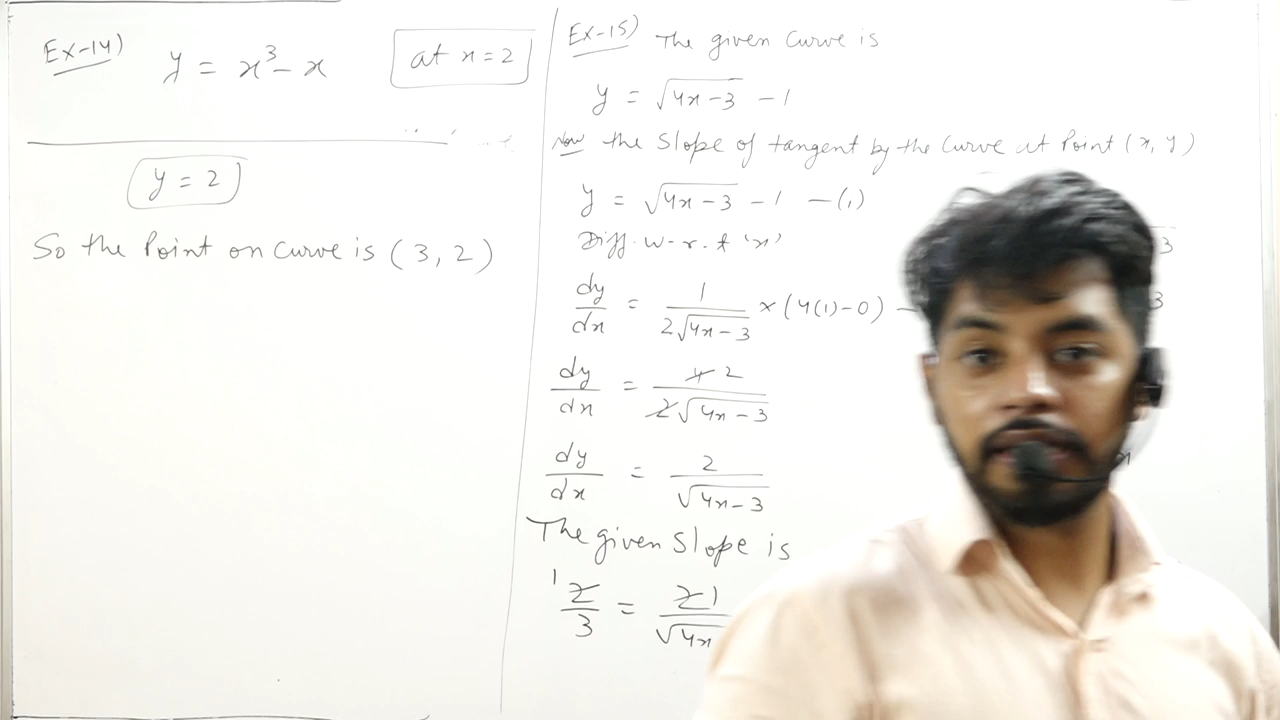 Ex-14) y = x³ - x at x = 2
y = 2
So the Point on Curve is (3, 2)
Ex-15) The given Curve is
y = √(4x-3) - 1
Now the Slope of tangent by the Curve at Point (x, y)
y = √(4x-3) - 1 —(1)
Diff. w-r.t 'x'
dy/dx = 1/(2√(4x-3)) × (4(1)-0) -
dy/dx = 4 2/(2√(4x-3))
dy/dx = 2/√(4x-3)
The given Slope is
1 2/3 = 2 1/√4x
3
3